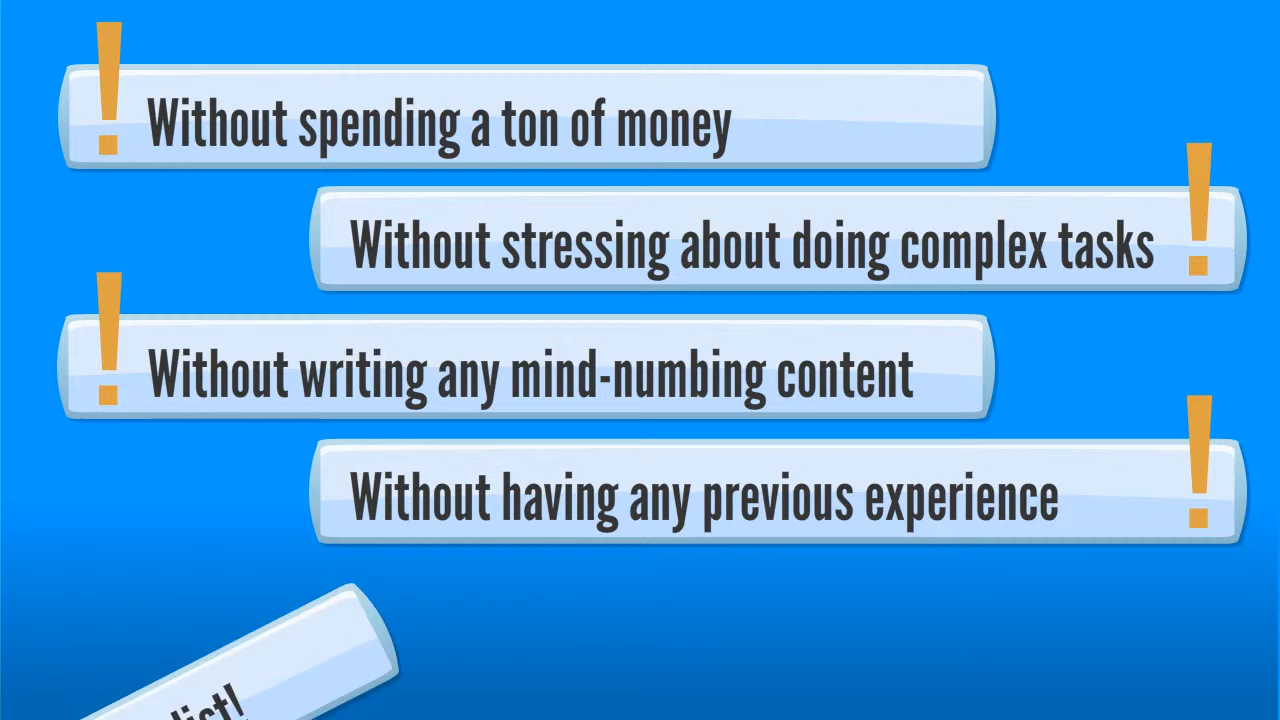 ! Without spending a ton of money
Without stressing about doing complex tasks !
! Without writing any mind-numbing content
Without having any previous experience !